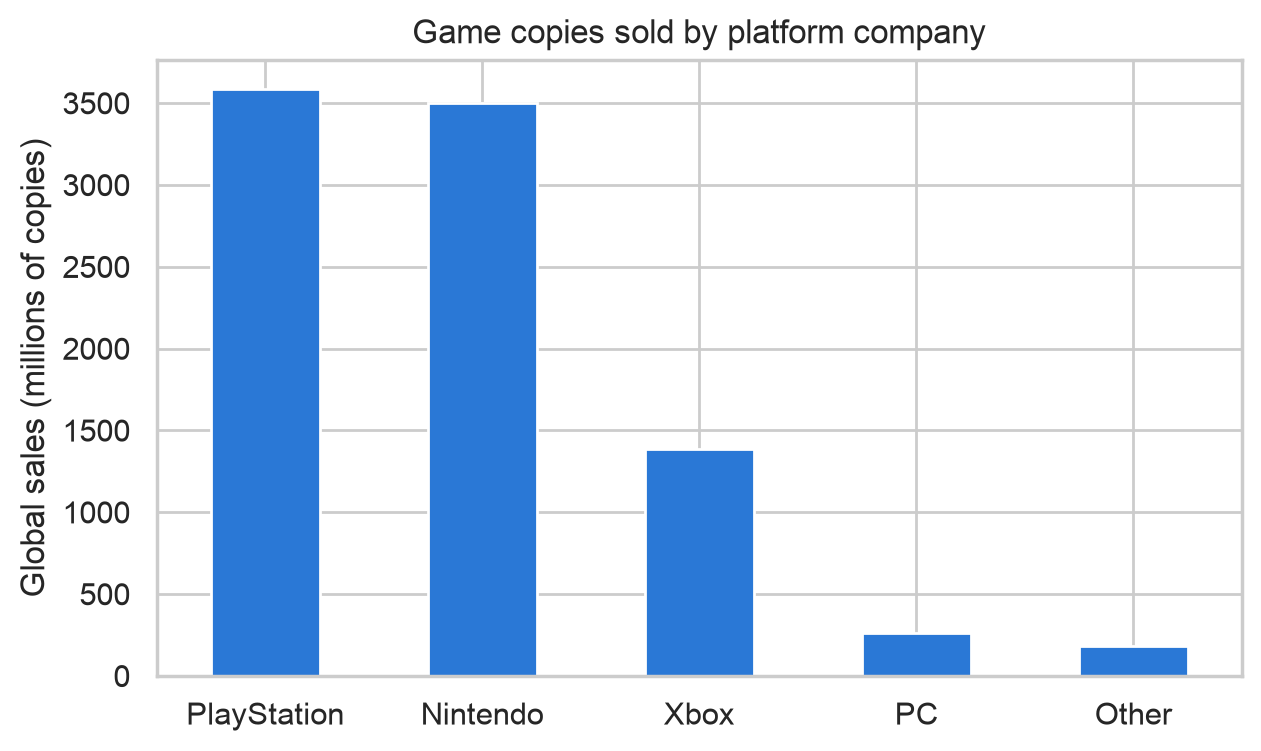 Game copies sold by platform company
Global sales (millions of copies)
3500
3000
2500
2000
1500
1000
500
0
PlayStation Nintendo Xbox PC Other